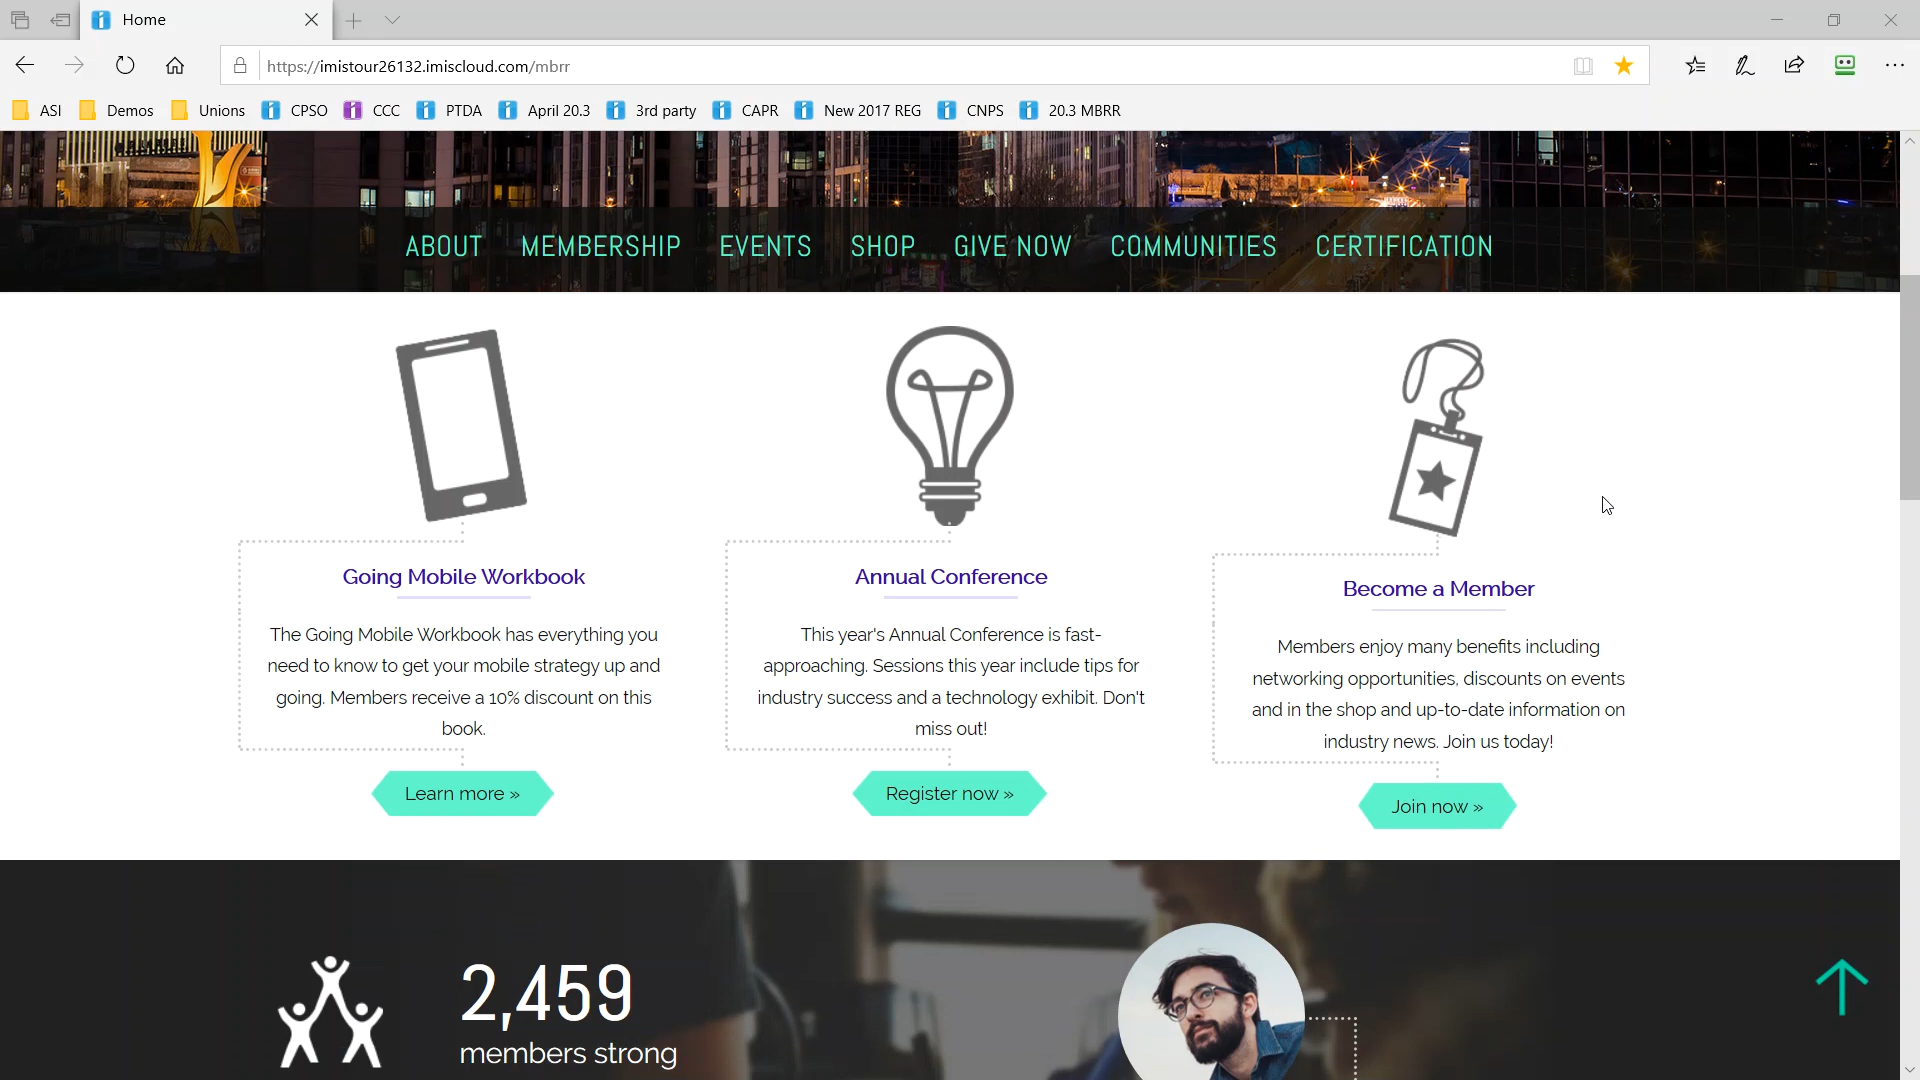 Home
https://imistour26132.imiscloud.com/mbrr
ASI Demos Unions CPSO CCC PTDA April 20.3 3rd party CAPR New 2017 REG CNPS 20.3 MBRR
ABOUT MEMBERSHIP EVENTS SHOP GIVE NOW COMMUNITIES CERTIFICATION
Going Mobile Workbook
The Going Mobile Workbook has everything you
need to know to get your mobile strategy up and
going. Members receive a 10% discount on this
book.
Learn more »
Annual Conference
This year's Annual Conference is fast-
approaching. Sessions this year include tips for
industry success and a technology exhibit. Don't
miss out!
Register now »
Become a Member
Members enjoy many benefits including
networking opportunities, discounts on events
and in the shop and up-to-date information on
industry news. Join us today!
Join now »
2,459
members strong